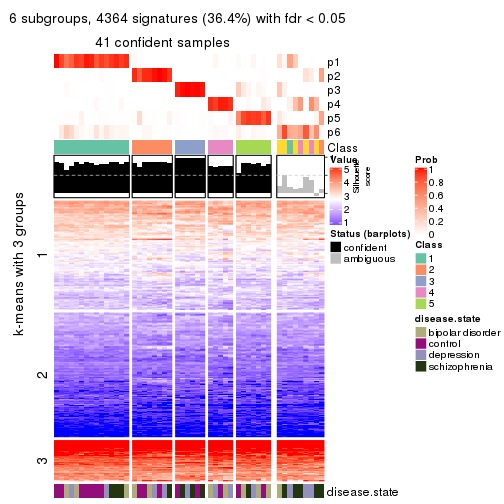 6 subgroups, 4364 signatures (36.4%) with fdr < 0.05
41 confident samples
p1
p2
p3
p4
p5
p6
Class
Silhouette
score
k-means with 3 groups
1
2
3
disease.state
Value
5
4
3
2
1
Status (barplots)
confident
ambiguous
Prob
1
0.8
0.6
0.4
0.2
0
Class
1
2
3
4
5
disease.state
bipolar disorder
control
depression
schizophrenia